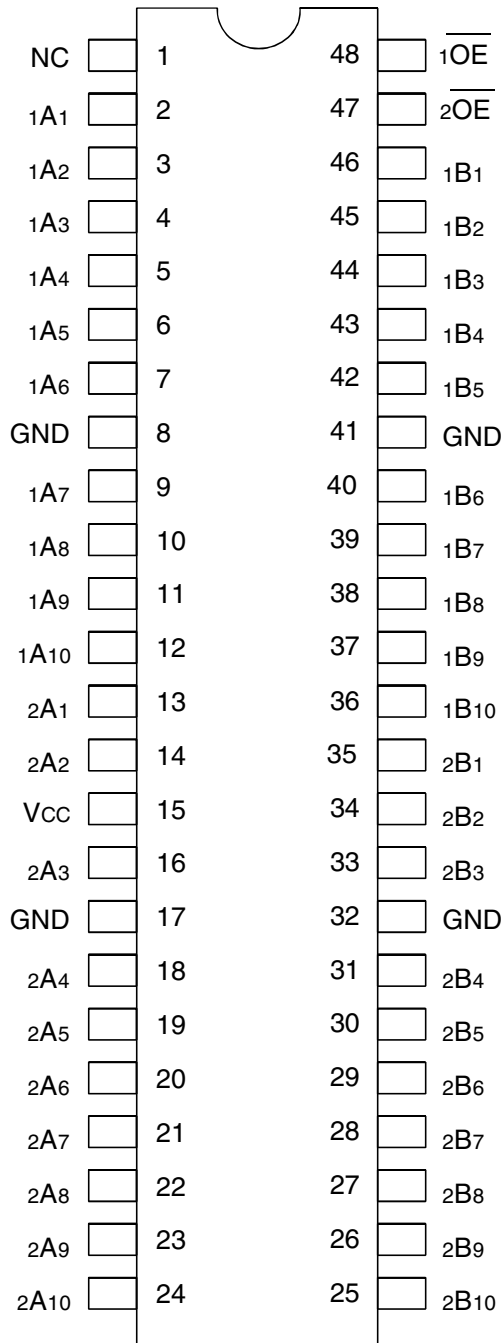 NC 1 48 1OE
1A1 2 47 2OE
1A2 3 46 1B1
1A3 4 45 1B2
1A4 5 44 1B3
1A5 6 43 1B4
1A6 7 42 1B5
GND 8 41 GND
1A7 9 40 1B6
1A8 10 39 1B7
1A9 11 38 1B8
1A10 12 37 1B9
2A1 13 36 1B10
2A2 14 35 2B1
VCC 15 34 2B2
2A3 16 33 2B3
GND 17 32 GND
2A4 18 31 2B4
2A5 19 30 2B5
2A6 20 29 2B6
2A7 21 28 2B7
2A8 22 27 2B8
2A9 23 26 2B9
2A10 24 25 2B10